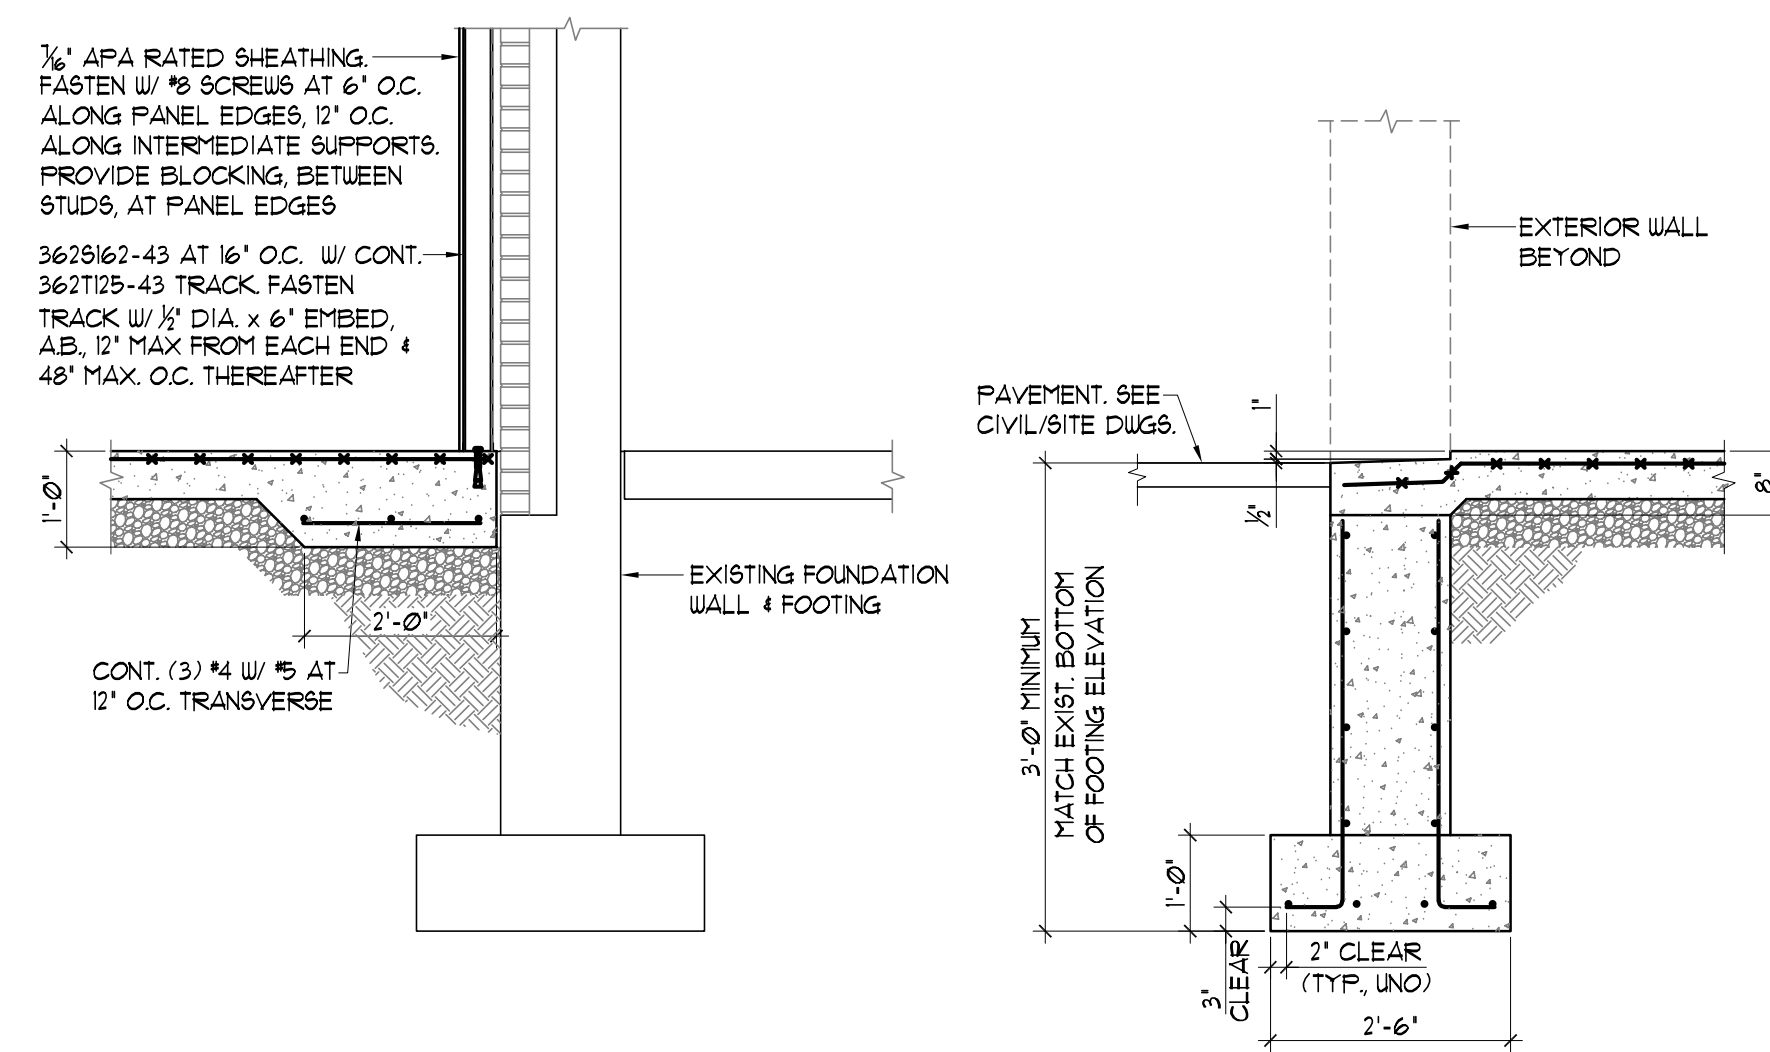 7/16" APA RATED SHEATHING.
FASTEN W/ #8 SCREWS AT 6" O.C.
ALONG PANEL EDGES, 12" O.C.
ALONG INTERMEDIATE SUPPORTS.
PROVIDE BLOCKING, BETWEEN
STUDS, AT PANEL EDGES
362S162-43 AT 16" O.C. W/ CONT.
362T125-43 TRACK. FASTEN
TRACK W/ 1/2" DIA. x 6" EMBED,
A.B., 12" MAX FROM EACH END &
48" MAX. O.C. THEREAFTER
1'-0"
2'-0"
CONT. (3) #4 W/ #5 AT
12" O.C. TRANSVERSE
EXISTING FOUNDATION
WALL & FOOTING
EXTERIOR WALL
BEYOND
PAVEMENT. SEE
CIVIL/SITE DWGS.
1"
1/2"
8"
3'-0" MINIMUM
MATCH EXIST. BOTTOM
OF FOOTING ELEVATION
1'-0"
3"
CLEAR
2" CLEAR
(TYP., UNO)
2'-6"